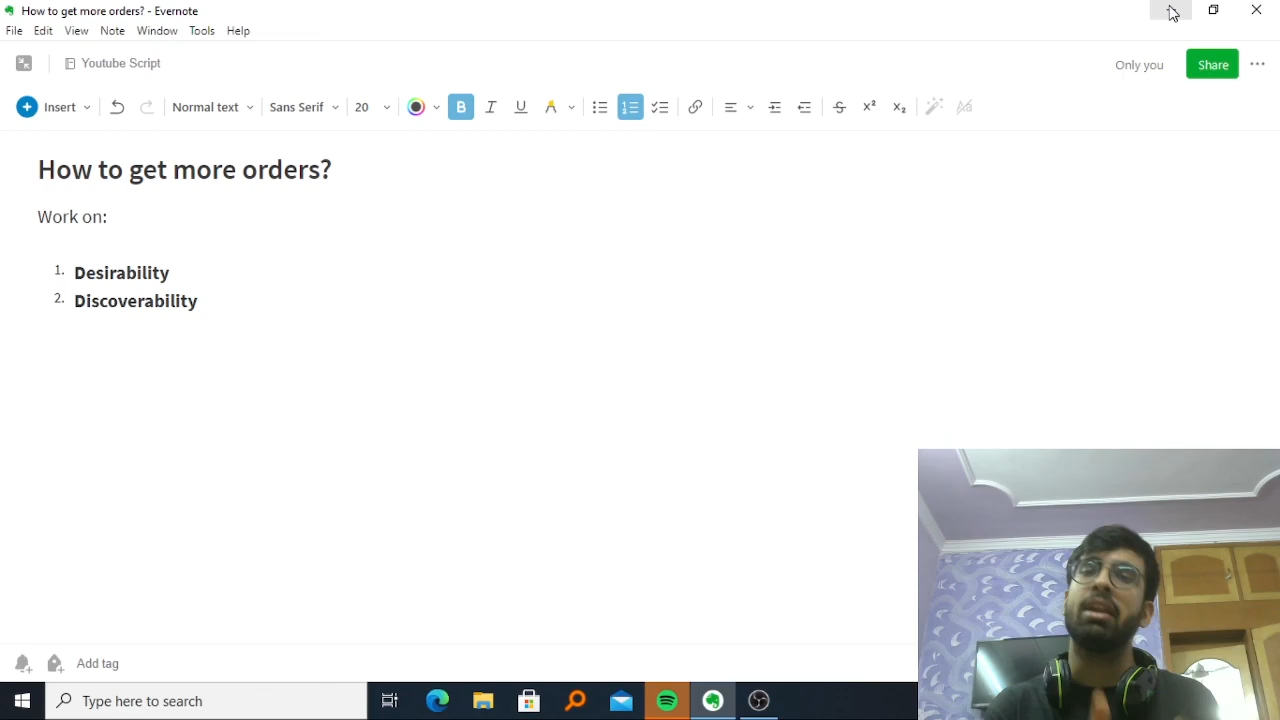 How to get more orders? - Evernote
File Edit View Note Window Tools Help
Youtube Script
Only you
Share
Insert
Normal text
Sans Serif
20
B I U
How to get more orders?
Work on:
1. Desirability
2. Discoverability
Add tag
Type here to search